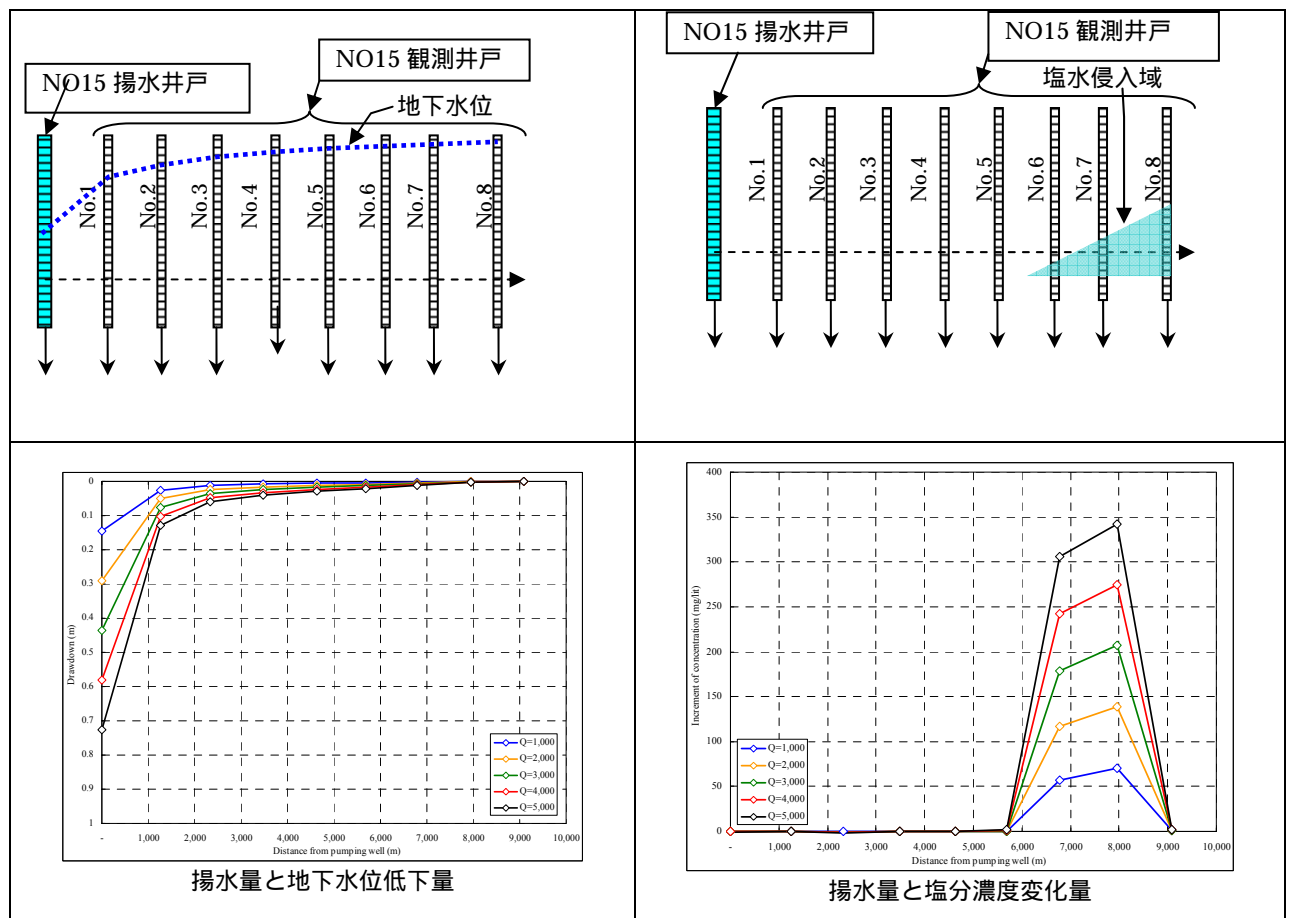 NO15 揚水井戸
NO15 観測井戸
地下水位
No.1
No.2
No.3
No.4
No.5
No.6
No.7
No.8
NO15 揚水井戸
NO15 観測井戸
塩水侵入域
No.1
No.2
No.3
No.4
No.5
No.6
No.7
No.8
0
0.1
0.2
0.3
0.4
0.5
0.6
0.7
0.8
0.9
1
Drawdown (m)
- 1,000 2,000 3,000 4,000 5,000 6,000 7,000 8,000 9,000 10,000
Distance from pumping well (m)
Q=1,000
Q=2,000
Q=3,000
Q=4,000
Q=5,000
揚水量と地下水位低下量
400
350
300
250
200
150
100
50
0
Increment of concentration (mg/lit)
- 1,000 2,000 3,000 4,000 5,000 6,000 7,000 8,000 9,000 10,000
Distance from pumping well (m)
Q=1,000
Q=2,000
Q=3,000
Q=4,000
Q=5,000
揚水量と塩分濃度変化量